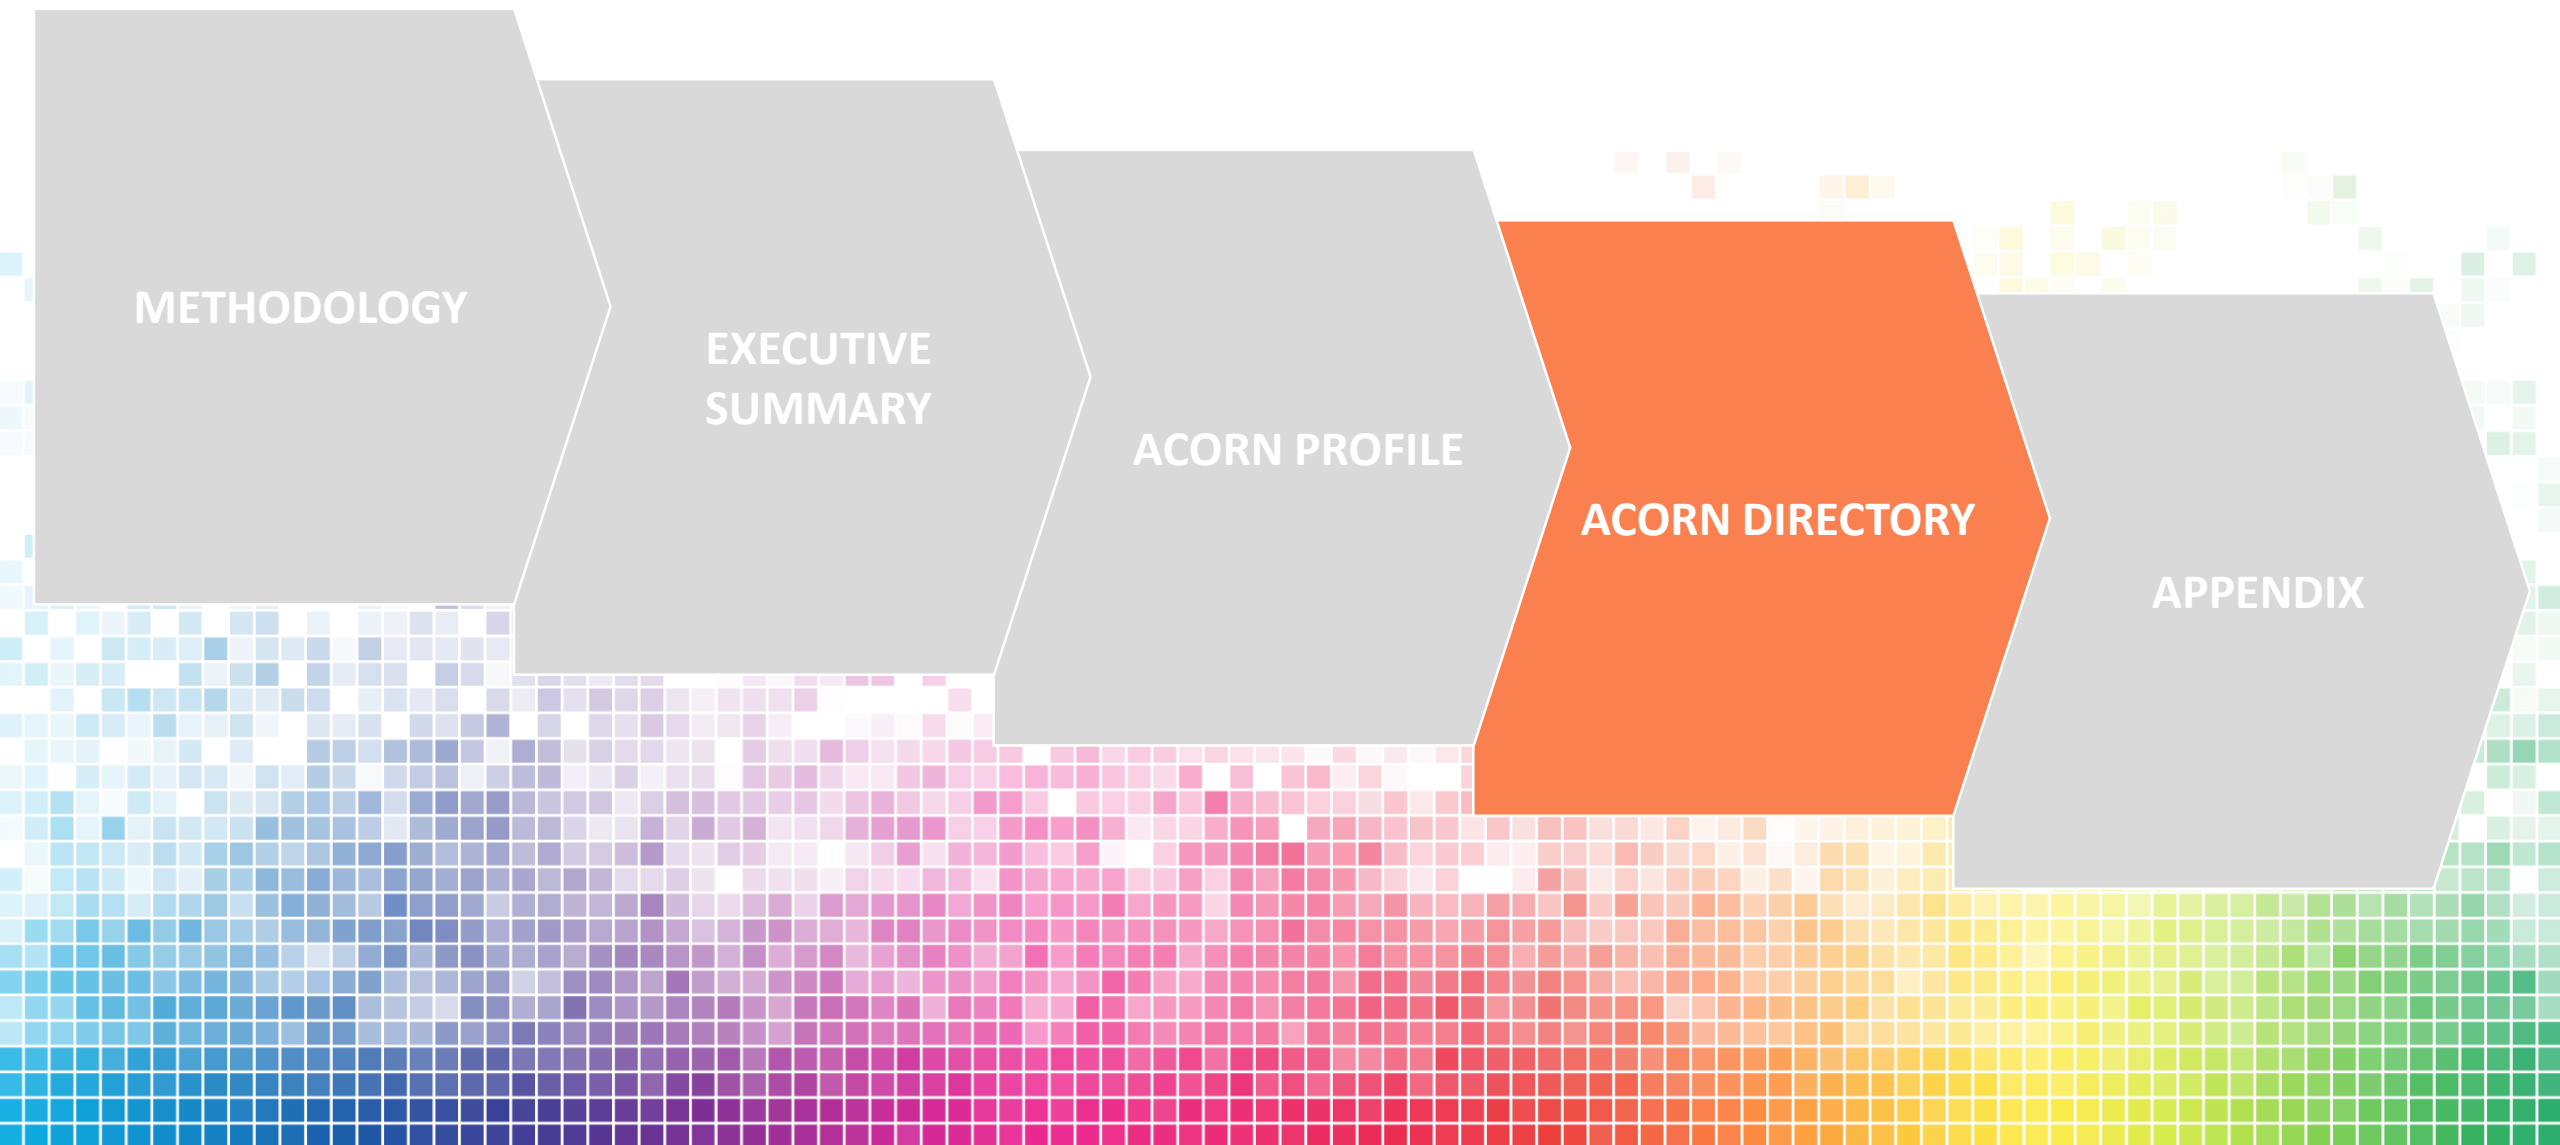 METHODOLOGY
EXECUTIVE
SUMMARY
ACORN PROFILE
ACORN DIRECTORY
APPENDIX